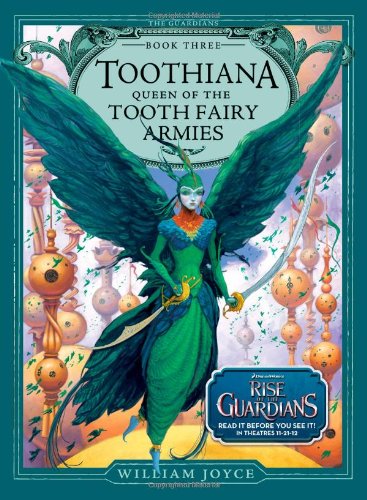 THE GUARDIANS
BOOK THREE
TOOTHIANA
QUEEN OF THE
TOOTH FAIRY
ARMIES
DREAMWORKS
RISE
OF THE
GUARDIANS
READ IT BEFORE YOU SEE IT!
IN THEATRES 11-21-12
WILLIAM JOYCE